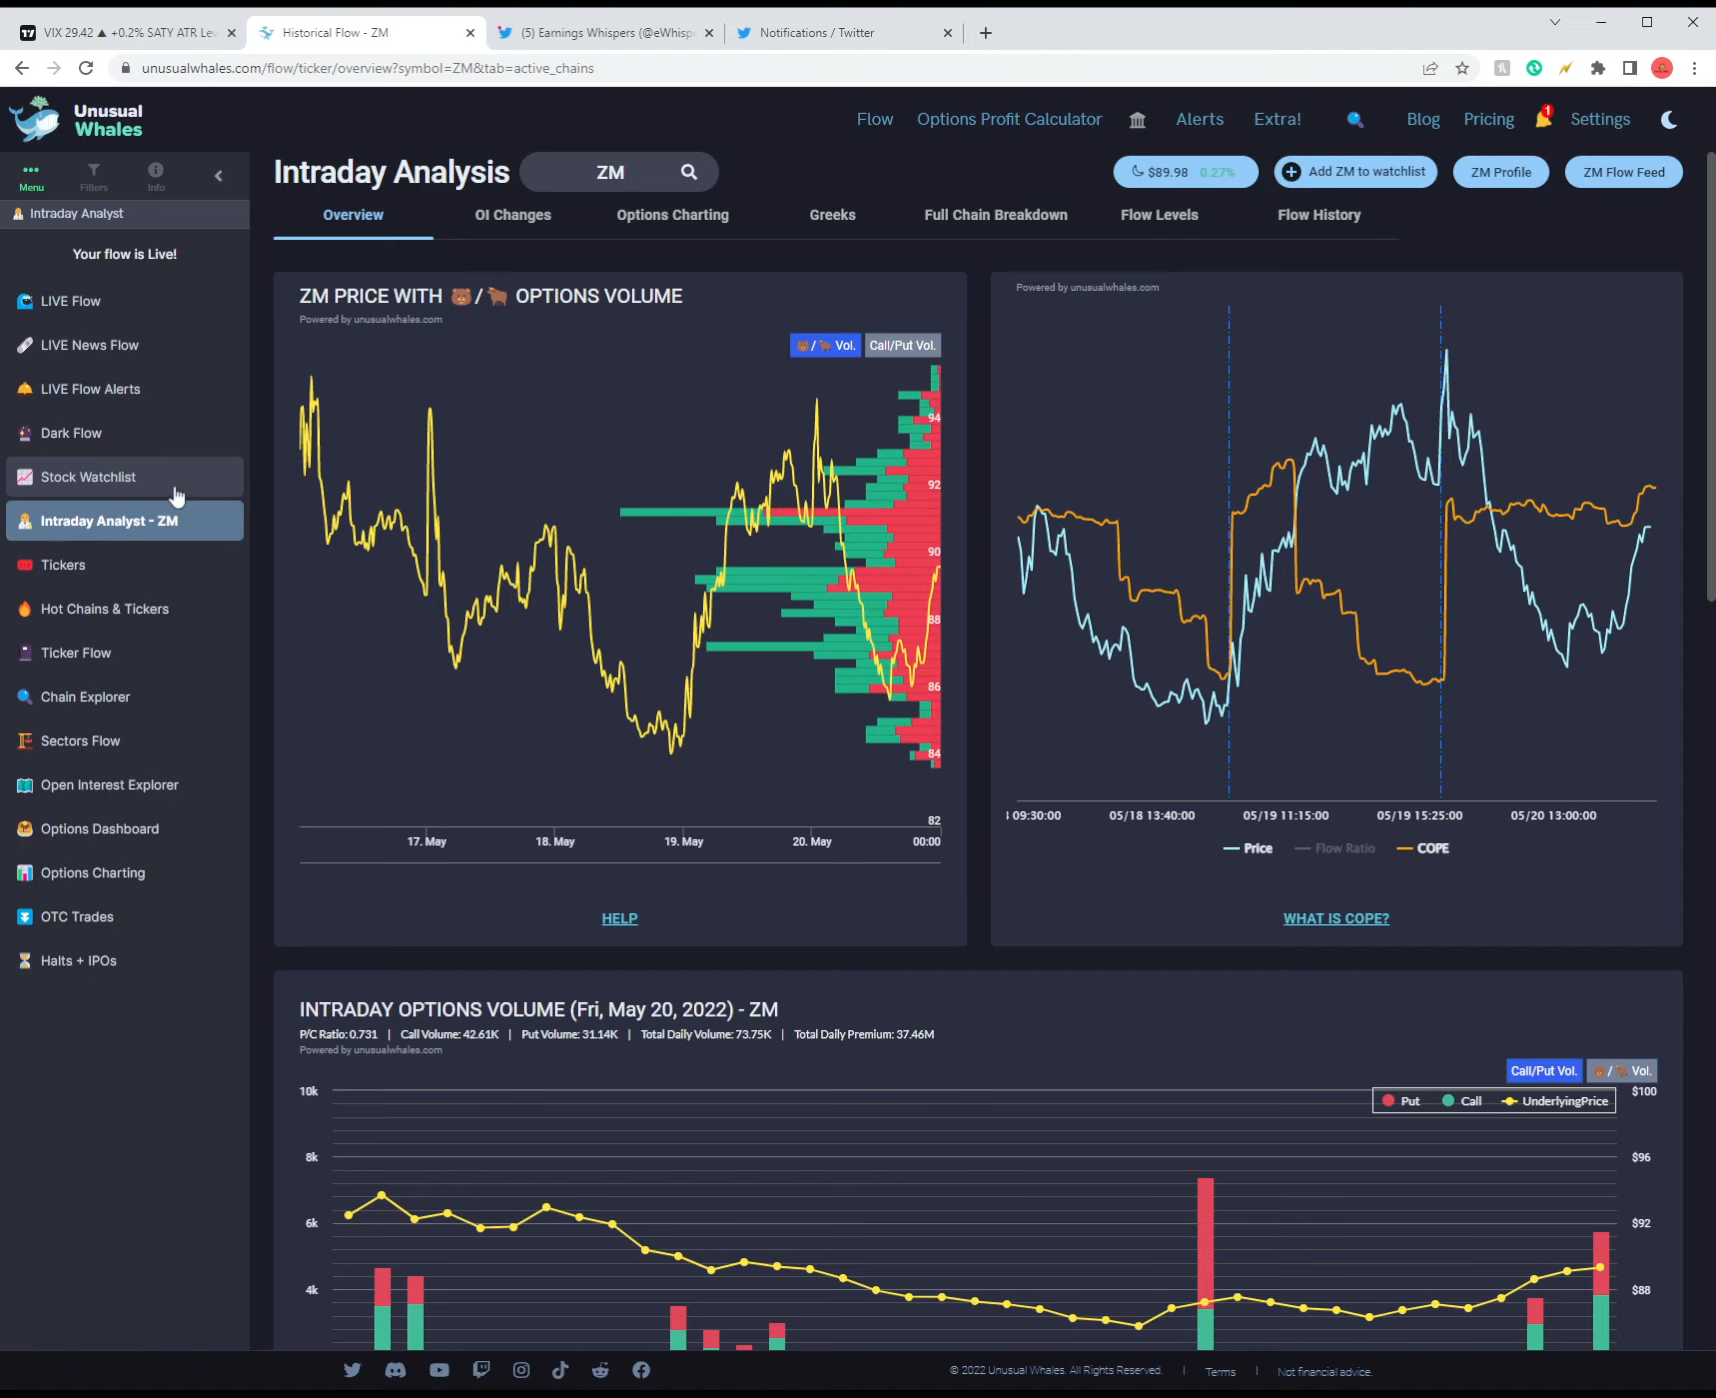 VIX 29.42 ▲ +0.2% SATY ATR Lev
Historical Flow - ZM
(5) Earnings Whispers (@eWhisp
Notifications / Twitter
unusualwhales.com/flow/ticker/overview?symbol=ZM&tab=active_chains
Unusual
Whales
Flow
Options Profit Calculator
Alerts
Extra!
Blog
Pricing
1
Settings
Menu
Filters
Info
Intraday Analyst
Your flow is Live!
LIVE Flow
LIVE News Flow
LIVE Flow Alerts
Dark Flow
Stock Watchlist
Intraday Analyst - ZM
Tickers
Hot Chains & Tickers
Ticker Flow
Chain Explorer
Sectors Flow
Open Interest Explorer
Options Dashboard
Options Charting
OTC Trades
Halts + IPOs
Intraday Analysis
ZM
$89.98 0.27%
Add ZM to watchlist
ZM Profile
ZM Flow Feed
Overview
OI Changes
Options Charting
Greeks
Full Chain Breakdown
Flow Levels
Flow History
ZM PRICE WITH 🐻/🐂 OPTIONS VOLUME
Powered by unusualwhales.com
🐻/🐂 Vol.
Call/Put Vol.
94
92
90
88
86
84
82
17. May
18. May
19. May
20. May
00:00
HELP
Powered by unusualwhales.com
09:30:00
05/18 13:40:00
05/19 11:15:00
05/19 15:25:00
05/20 13:00:00
Price
Flow Ratio
COPE
WHAT IS COPE?
INTRADAY OPTIONS VOLUME (Fri, May 20, 2022) - ZM
P/C Ratio: 0.731 | Call Volume: 42.61K | Put Volume: 31.14K | Total Daily Volume: 73.75K | Total Daily Premium: 37.46M
Powered by unusualwhales.com
Call/Put Vol.
🐻/🐂 Vol.
Put
Call
UnderlyingPrice
10k
8k
6k
4k
$100
$96
$92
$88
© 2022 Unusual Whales. All Rights Reserved. | Terms | Not financial advice.